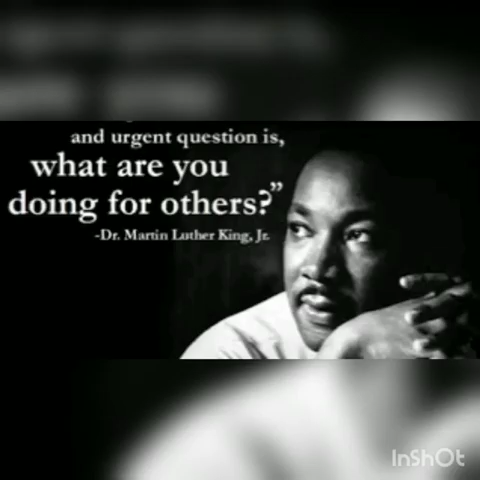 and urgent question is,
what are you
doing for others?”
-Dr. Martin Luther King, Jr.
InShOt